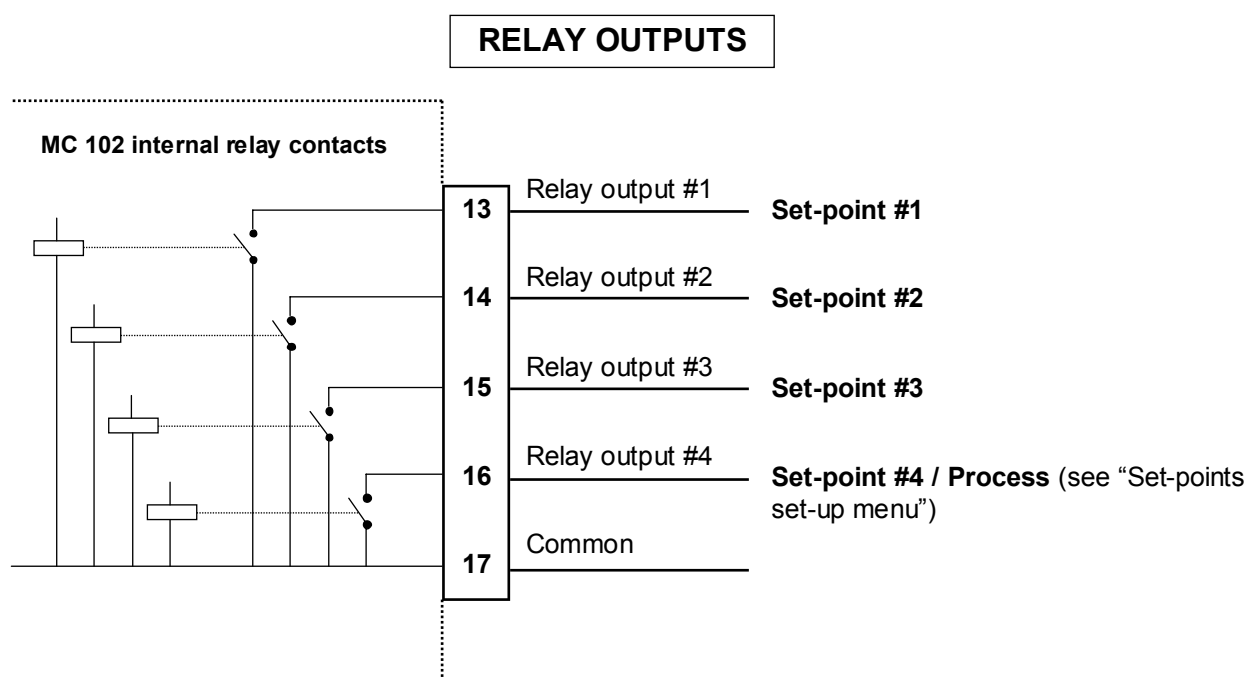 RELAY OUTPUTS
MC 102 internal relay contacts
13
Relay output #1
Set-point #1
14
Relay output #2
Set-point #2
15
Relay output #3
Set-point #3
16
Relay output #4
Set-point #4 / Process (see “Set-points
set-up menu”)
17
Common